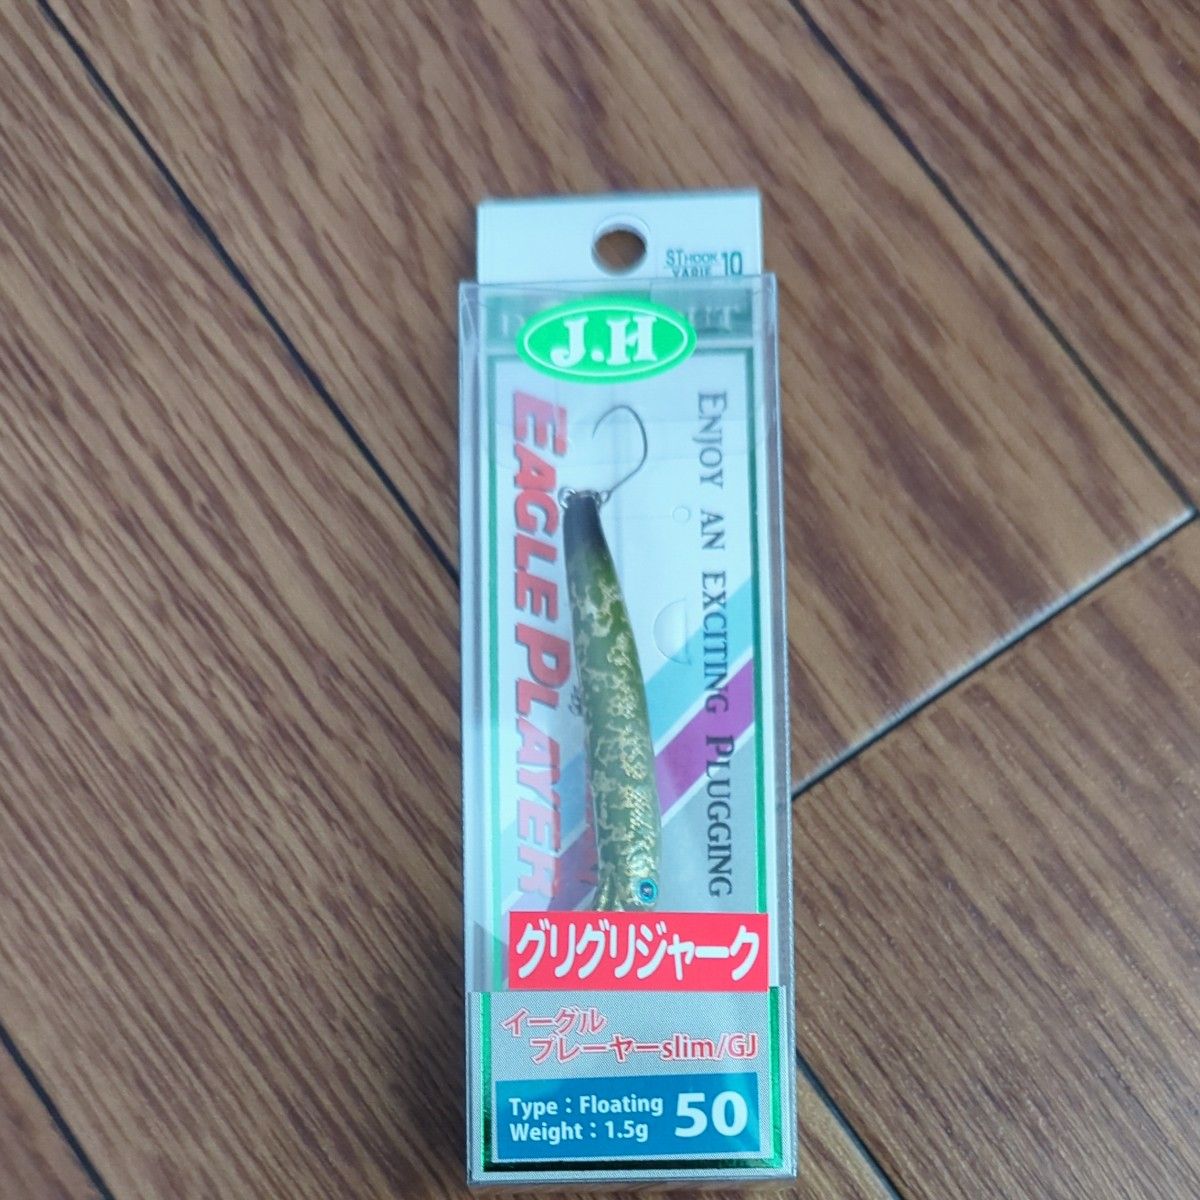 ST HOOK 10
YARIE
J.H
EAGLE PLAYER
ENJOY AN EXCITING PLUGGING
グリグリジャーク
イーグル
プレーヤーslim/GJ
Type：Floating
Weight：1.5g
50